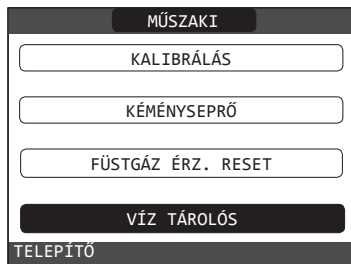 MŰSZAKI
KALIBRÁLÁS
KÉMÉNYSEPRŐ
FÜSTGÁZ ÉRZ. RESET
VÍZ TÁROLÓS
TELEPÍTŐ